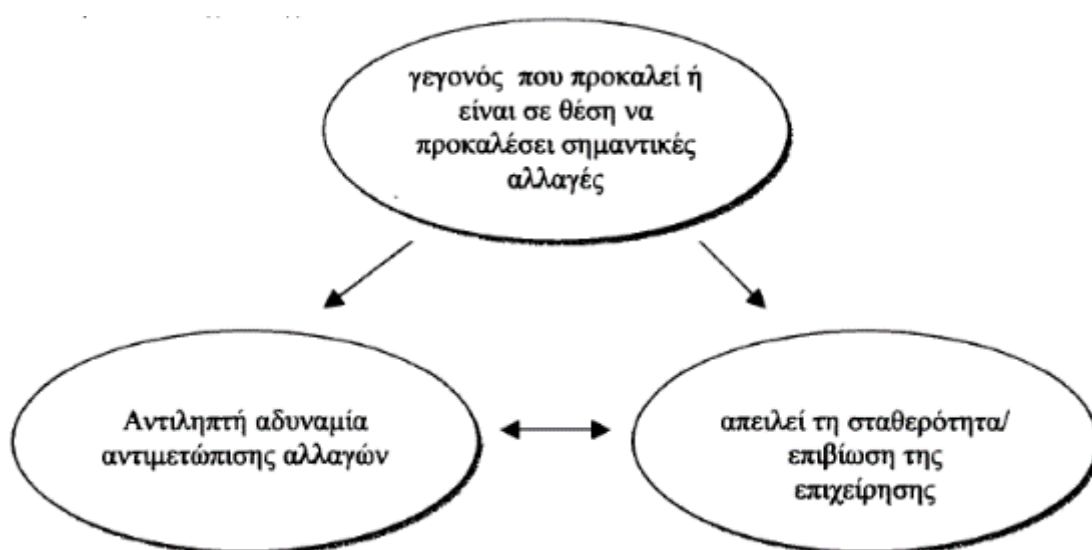 γεγονός που προκαλεί ή
είναι σε θέση να
προκαλέσει σημαντικές
αλλαγές
Αντιληπτή αδυναμία
αντιμετώπισης αλλαγών
απειλεί τη σταθερότητα/
επιβίωση της
επιχείρησης